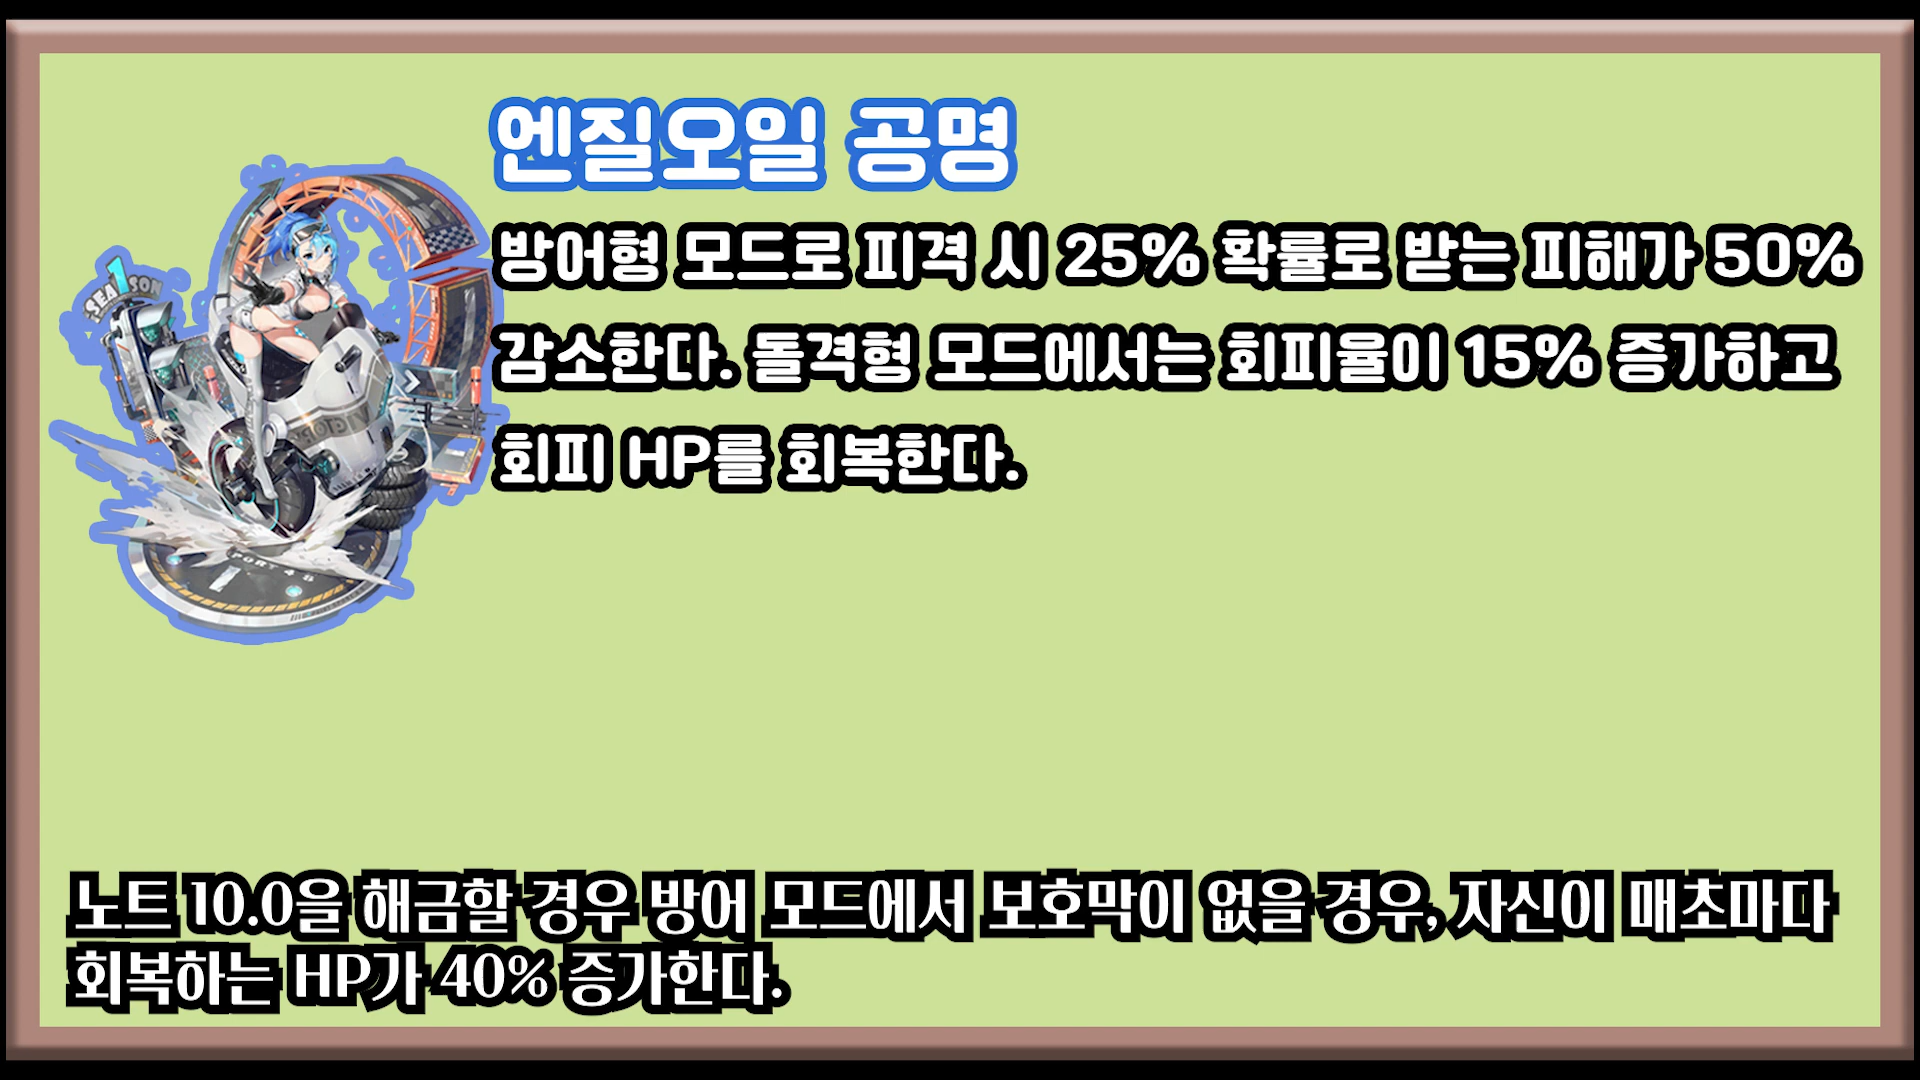 엔질오일 공명
방어형 모드로 피격 시 25% 확률로 받는 피해가 50%
감소한다. 돌격형 모드에서는 회피율이 15% 증가하고
회피 HP를 회복한다.
SEA1SON
PORT 48
노트 10.0을 해금할 경우 방어 모드에서 보호막이 없을 경우, 자신이 매초마다
회복하는 HP가 40% 증가한다.